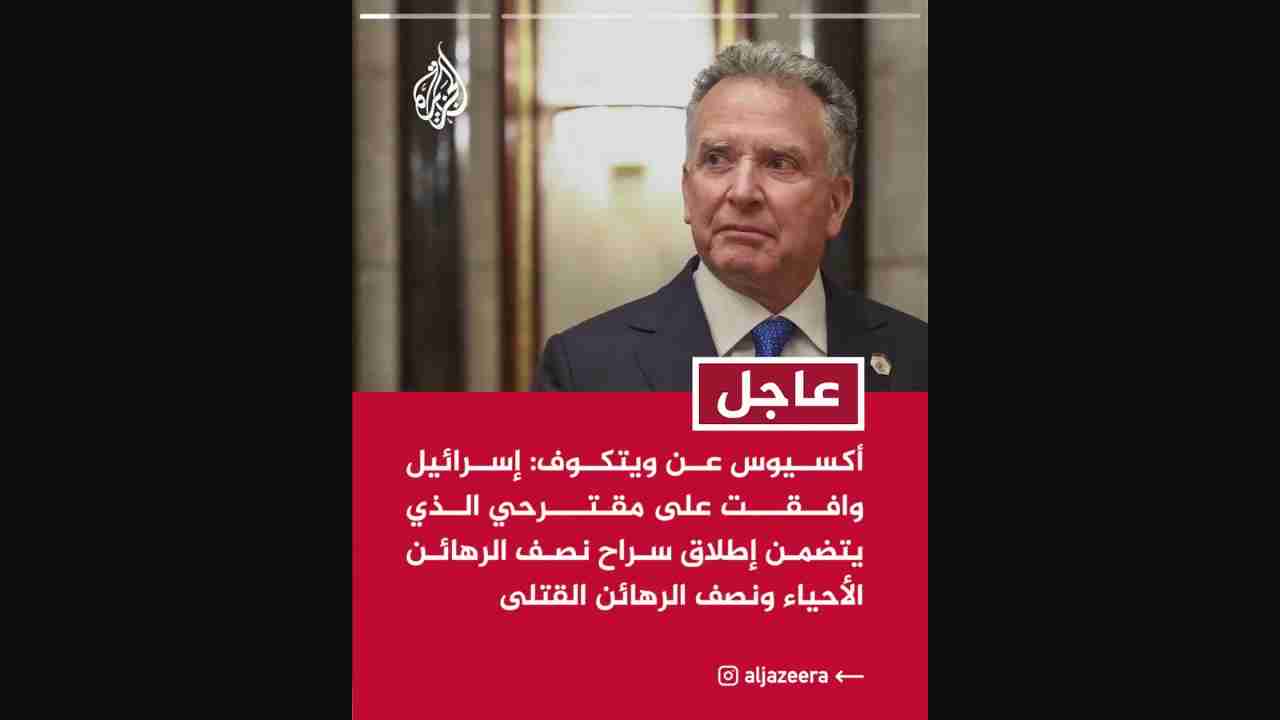 الجزيرة
عاجل
أكسيوس عن ويتكوف: إسرائيل
وافقت على مقترحي الذي
يتضمن إطلاق سراح نصف الرهائن
الأحياء ونصف الرهائن القتلى
aljazeera